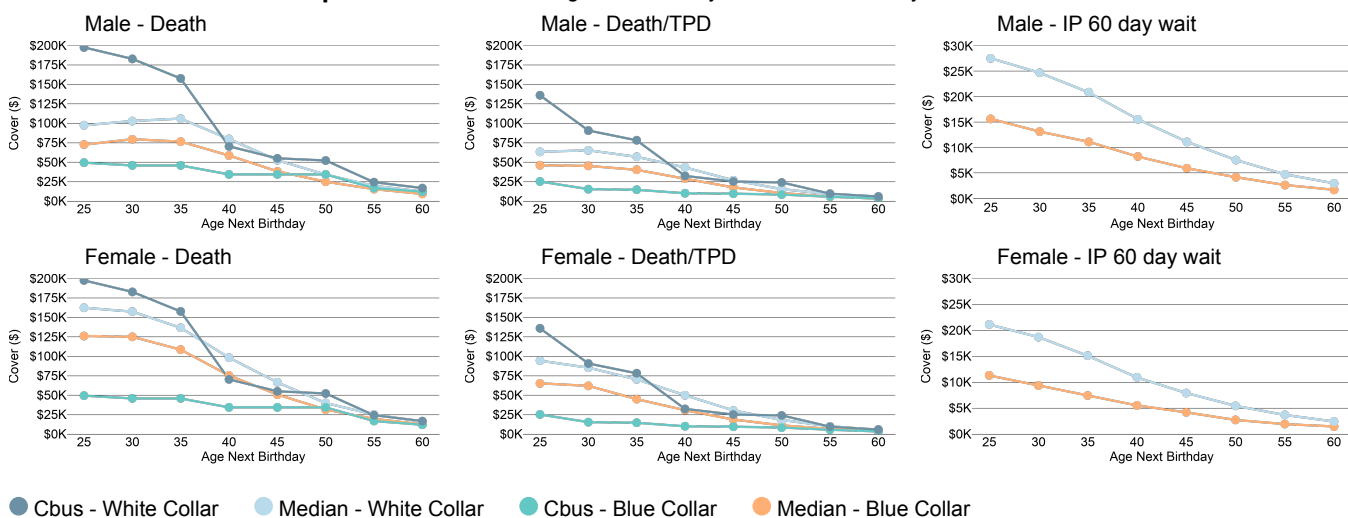 Male - Death
$200K
$175K
$150K
$125K
$100K
$75K
$50K
$25K
$0K
Cover ($)
25 30 35 40 45 50 55 60
Age Next Birthday
Male - Death/TPD
$200K
$175K
$150K
$125K
$100K
$75K
$50K
$25K
$0K
Cover ($)
25 30 35 40 45 50 55 60
Age Next Birthday
Male - IP 60 day wait
$30K
$25K
$20K
$15K
$10K
$5K
$0K
Cover ($)
25 30 35 40 45 50 55 60
Age Next Birthday
Female - Death
$200K
$175K
$150K
$125K
$100K
$75K
$50K
$25K
$0K
Cover ($)
25 30 35 40 45 50 55 60
Age Next Birthday
Female - Death/TPD
$200K
$175K
$150K
$125K
$100K
$75K
$50K
$25K
$0K
Cover ($)
25 30 35 40 45 50 55 60
Age Next Birthday
Female - IP 60 day wait
$30K
$25K
$20K
$15K
$10K
$5K
$0K
Cover ($)
25 30 35 40 45 50 55 60
Age Next Birthday
Cbus - White Collar Median - White Collar Cbus - Blue Collar Median - Blue Collar